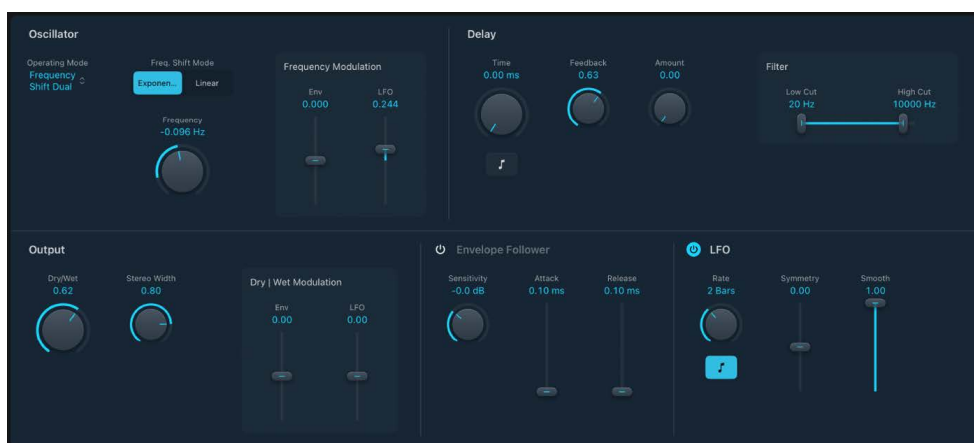 Oscillator
Operating Mode
Frequency
Shift Dual
Freq. Shift Mode
Exponen...
Linear
Frequency
-0.096 Hz
Frequency Modulation
Env
LFO
0.000
0.244
Delay
Time
Feedback
Amount
0.00 ms
0.63
0.00
Filter
Low Cut
High Cut
20 Hz
10000 Hz
Output
Dry/Wet
Stereo Width
0.62
0.80
Dry | Wet Modulation
Env
LFO
0.00
0.00
Envelope Follower
Sensitivity
Attack
Release
-0.0 dB
0.10 ms
0.10 ms
LFO
Rate
Symmetry
Smooth
2 Bars
0.00
1.00